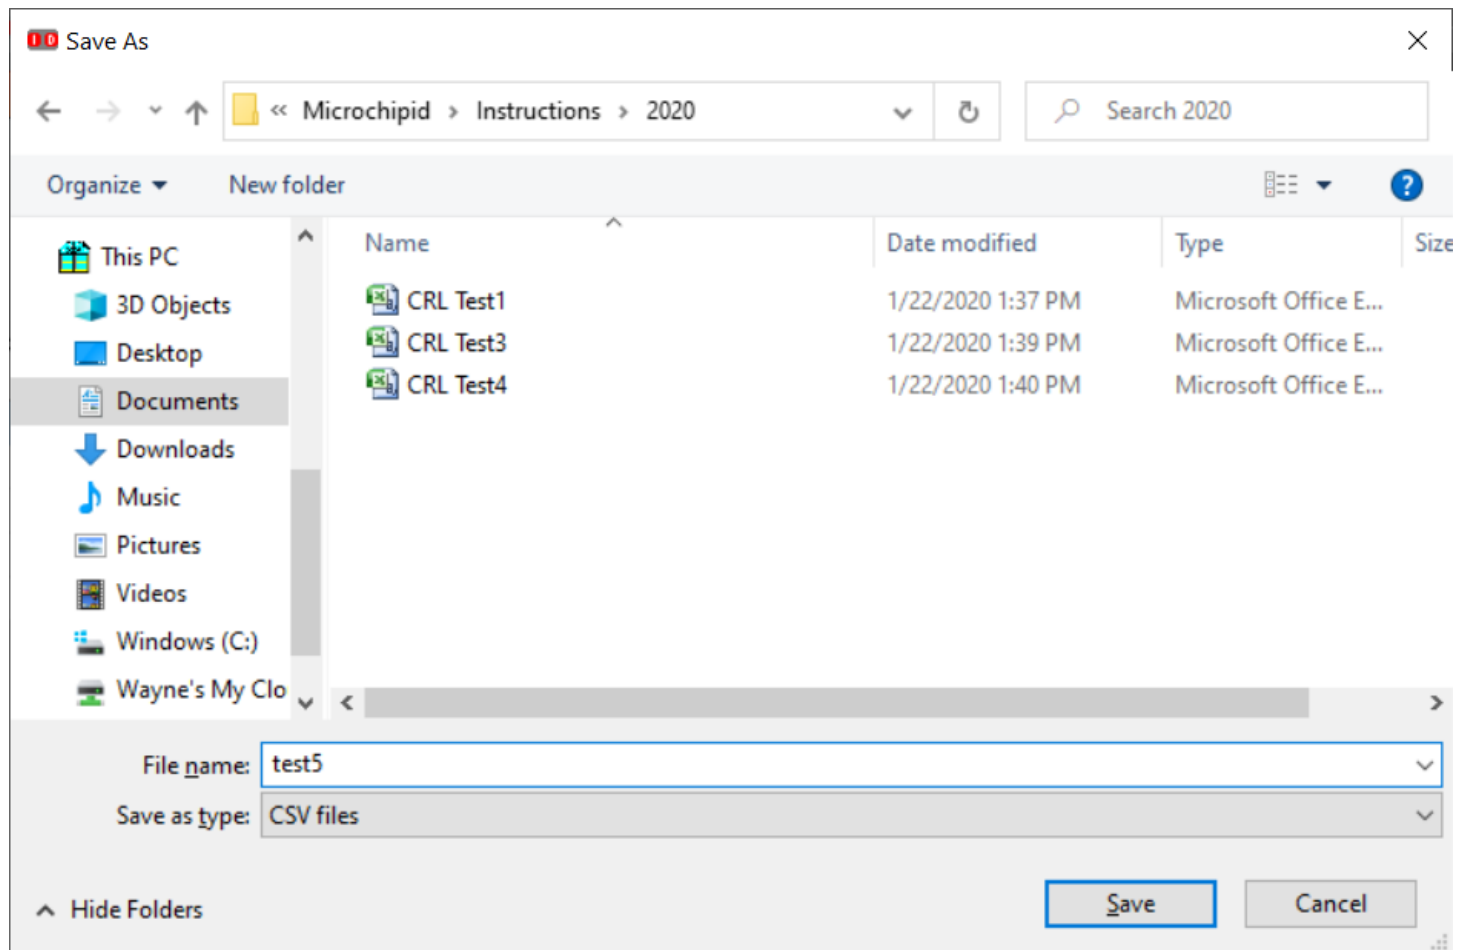 ID Save As
« Microchipid > Instructions > 2020 Search 2020
Organize New folder ?
Name Date modified Type Size
This PC
3D Objects
Desktop
Documents
Downloads
Music
Pictures
Videos
Windows (C:)
Wayne's My Clo
CRL Test1 1/22/2020 1:37 PM Microsoft Office E...
CRL Test3 1/22/2020 1:39 PM Microsoft Office E...
CRL Test4 1/22/2020 1:40 PM Microsoft Office E...
File name: test5
Save as type: CSV files
Hide Folders Save Cancel